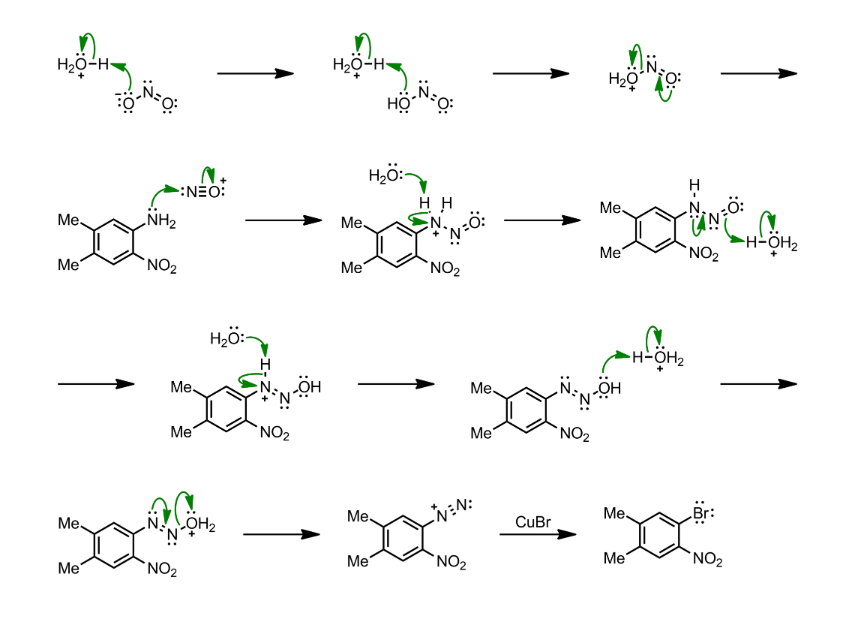 H₂O–H H₂O–H H₂O N O:
+ + +
⁻:O N O: HO N O:
:N≡O:⁺ H₂O: H H H
Me NH₂ Me N N O: Me N N O:
Me NO₂ Me NO₂ Me NO₂ H–OH₂
+ +
H₂O: H H–OH₂
Me N N OH Me N N OH
Me NO₂ Me NO₂
+ +
Me N N OH₂ Me N N: CuBr Me Br:
Me NO₂ Me NO₂ Me NO₂
+ +